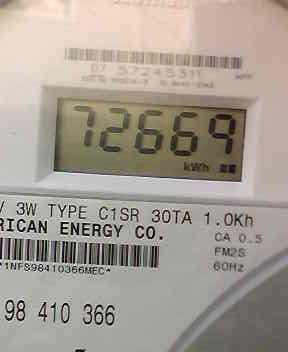 07 57245311
72669
kWh
V 3W TYPE C1SR 30TA 1.0Kh
RICAN ENERGY CO.
CA 0.5
FM2S
60Hz
*1NFS98410366MEC*
98 410 366